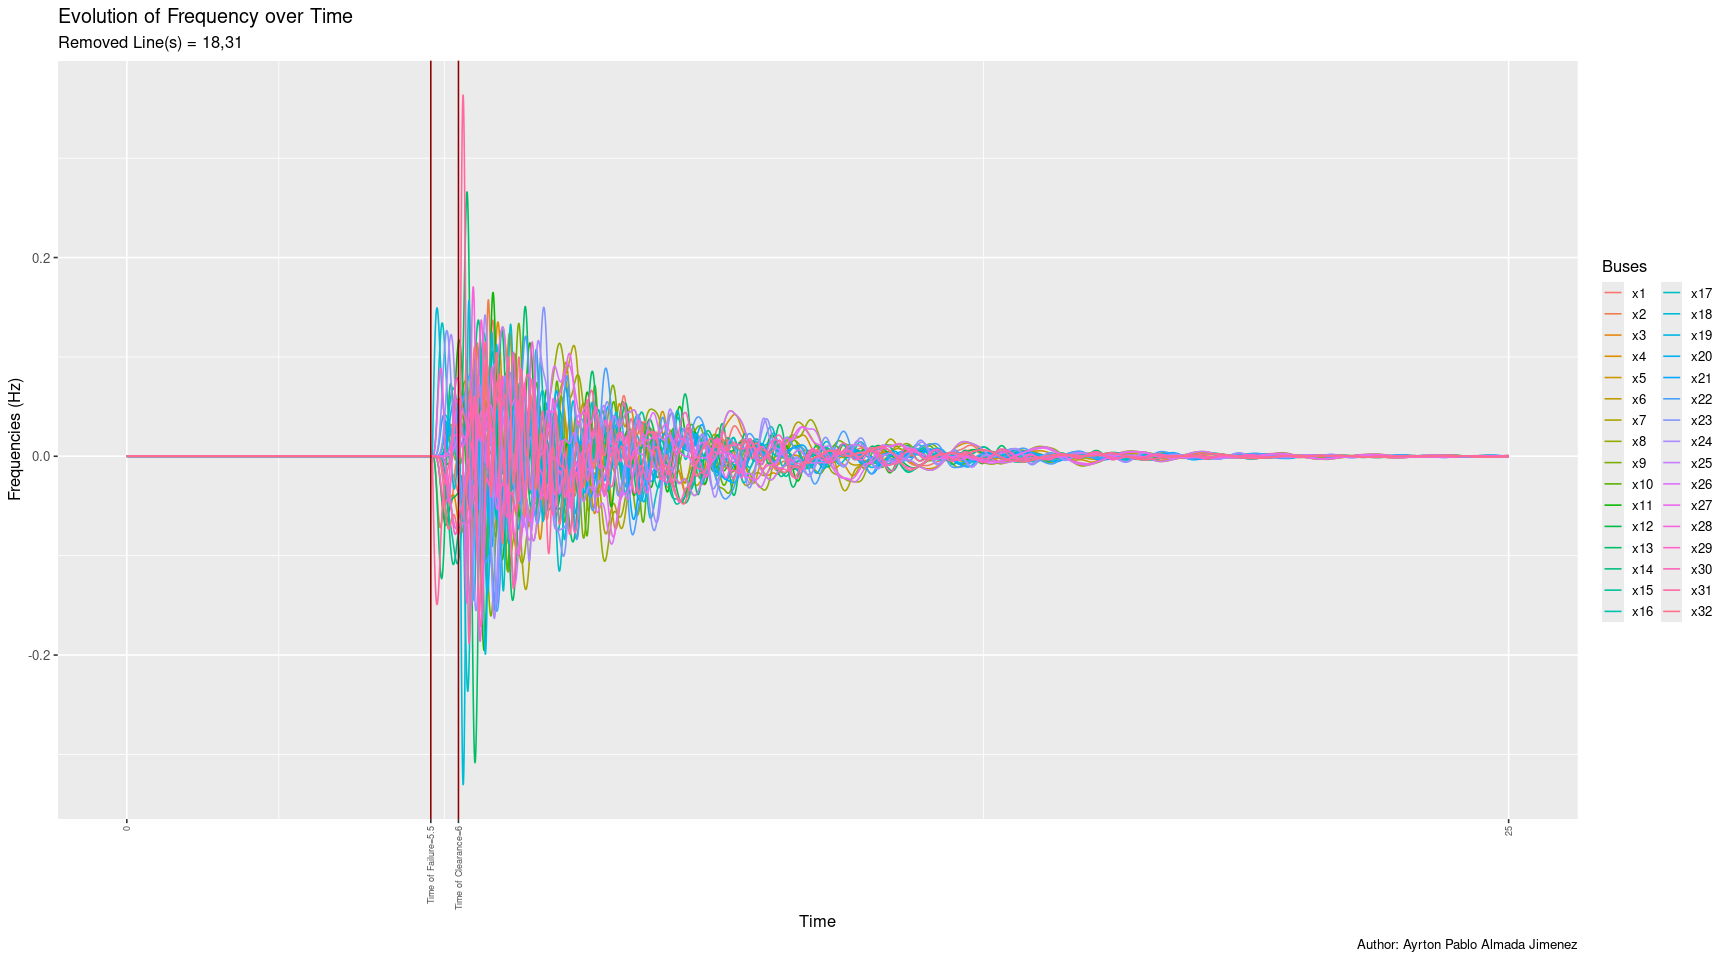 Evolution of Frequency over Time
Removed Line(s) = 18,31
Frequencies (Hz)
0.2
0.0
-0.2
0
Time of Failure=5.5
Time of Clearance=6
25
Time
Buses
x1 x17
x2 x18
x3 x19
x4 x20
x5 x21
x6 x22
x7 x23
x8 x24
x9 x25
x10 x26
x11 x27
x12 x28
x13 x29
x14 x30
x15 x31
x16 x32
Author: Ayrton Pablo Almada Jimenez